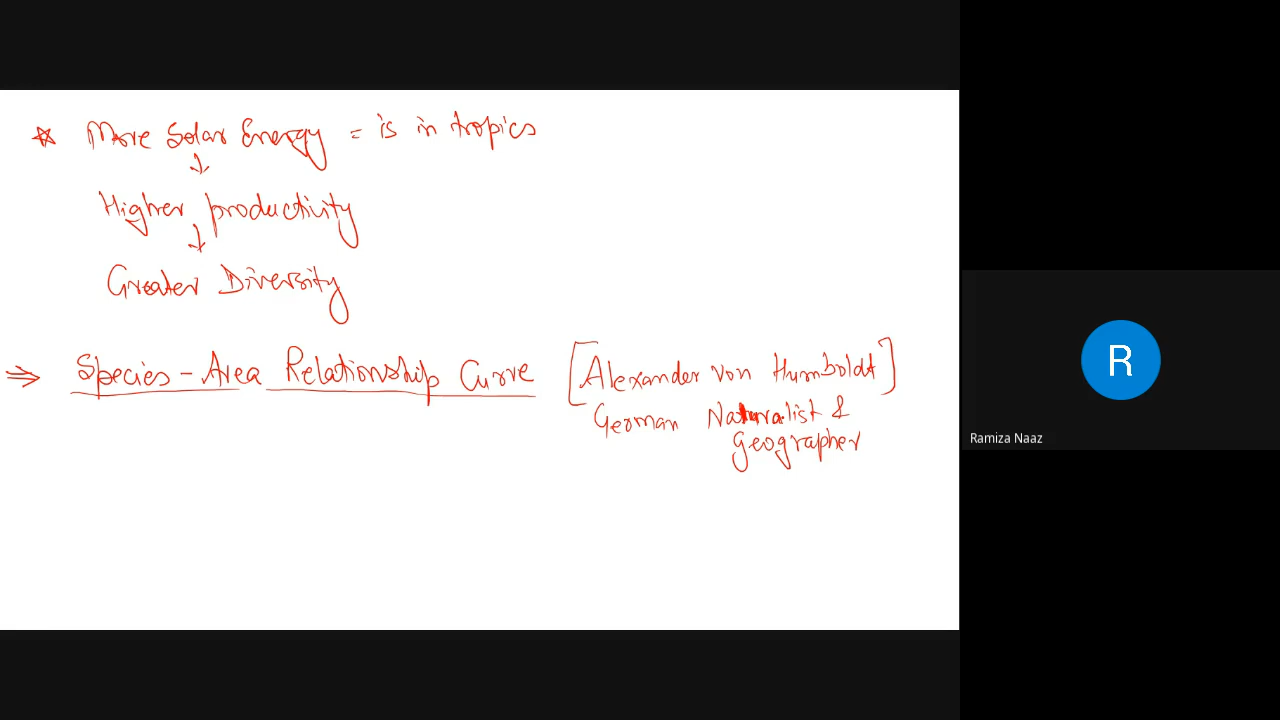 ☆ More Solar Energy = is in tropics
↓
Higher productivity
↓
Greater Diversity
⇒ Species - Area Relationship Curve [Alexander von Humboldt]
German Naturalist &
Geographer
R
Ramiza Naaz